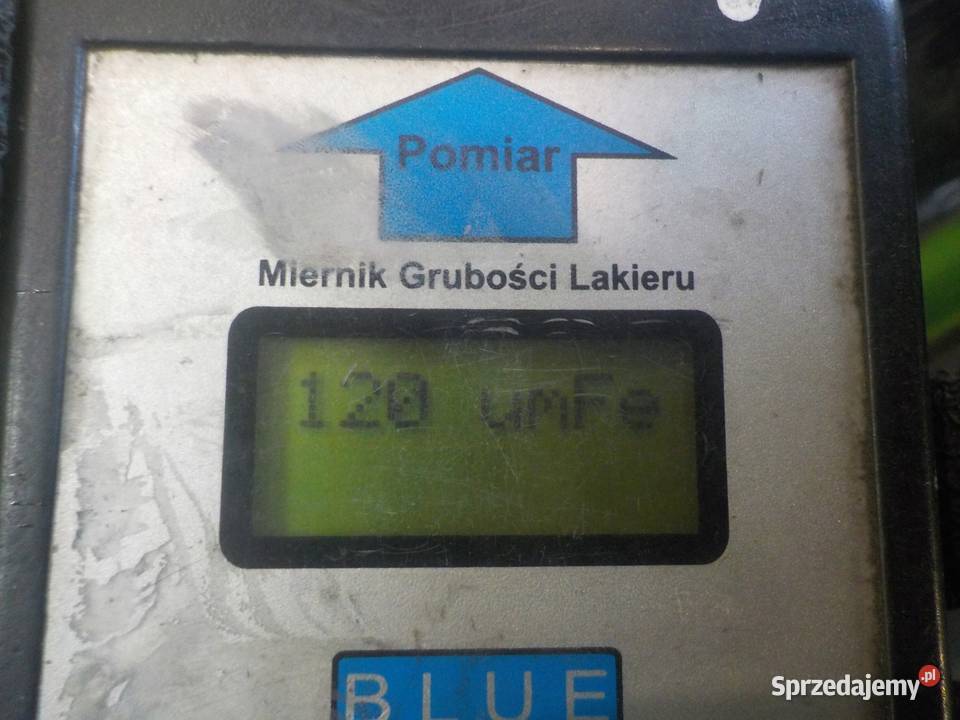 Pomiar
Miernik Grubości Lakieru
120 umFe
BLUE
Sprzedajemy.pl